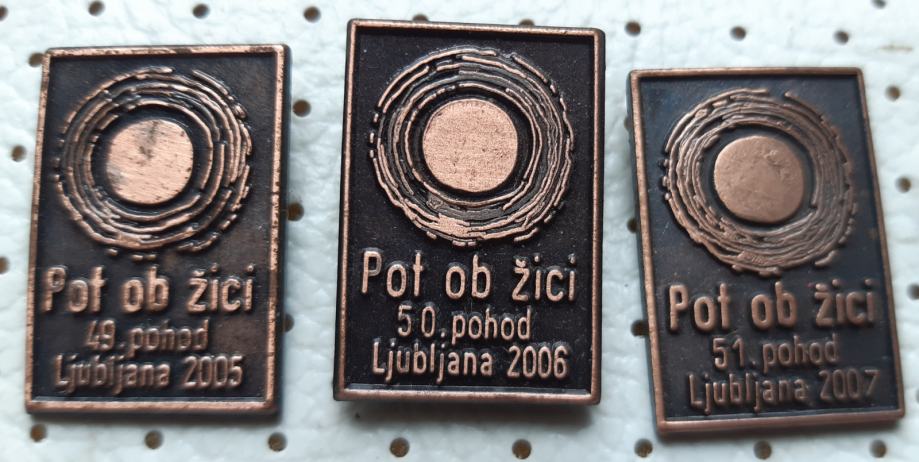 Pot ob žici
49. pohod
Ljubljana 2005
Pot ob žici
50. pohod
Ljubljana 2006
Pot ob žici
51. pohod
Ljubljana 2007